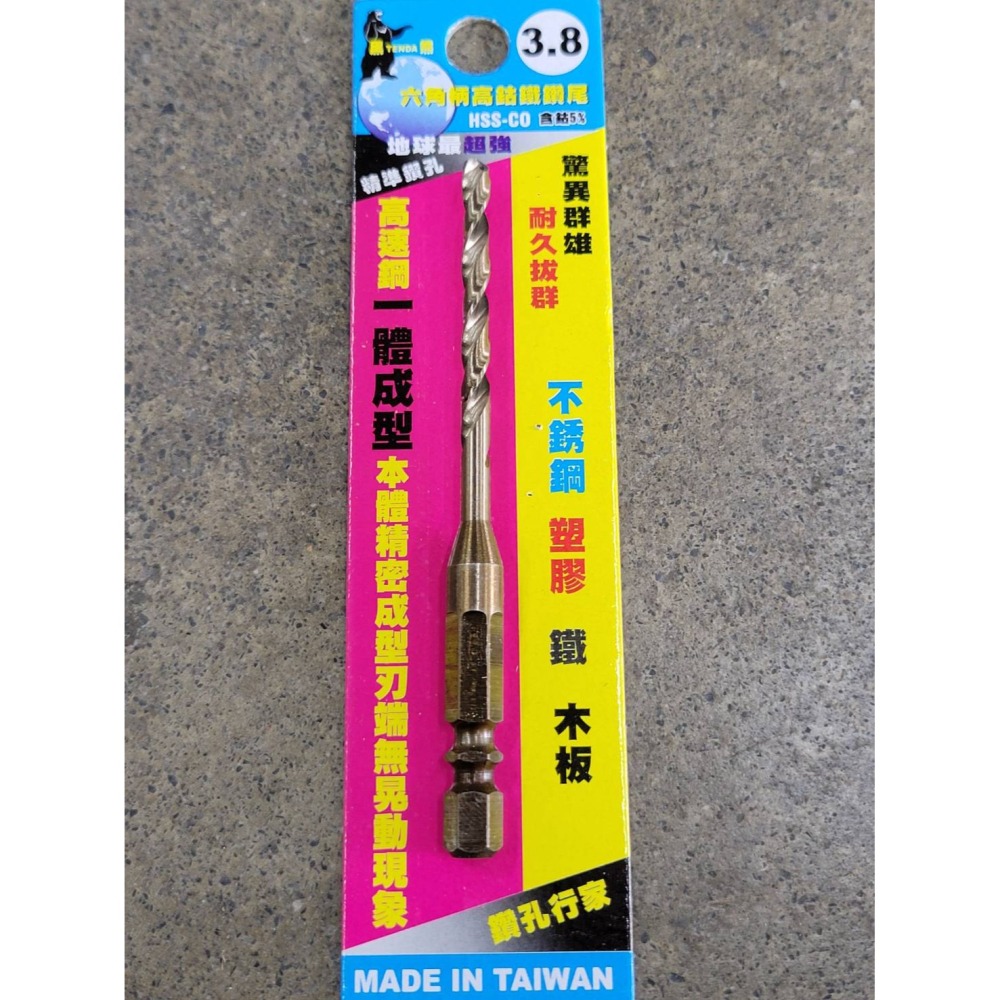 TENDA
熊
3.8
六角柄高鈷鐵鑽尾
HSS-CO 含鈷5%
地球最超強
精準鑽孔
高速鋼一體成型本體精密成型刃端無晃動現象
驚異群雄
耐久拔群
不銹鋼 塑膠 鐵 木板
鑽孔行家
MADE IN TAIWAN